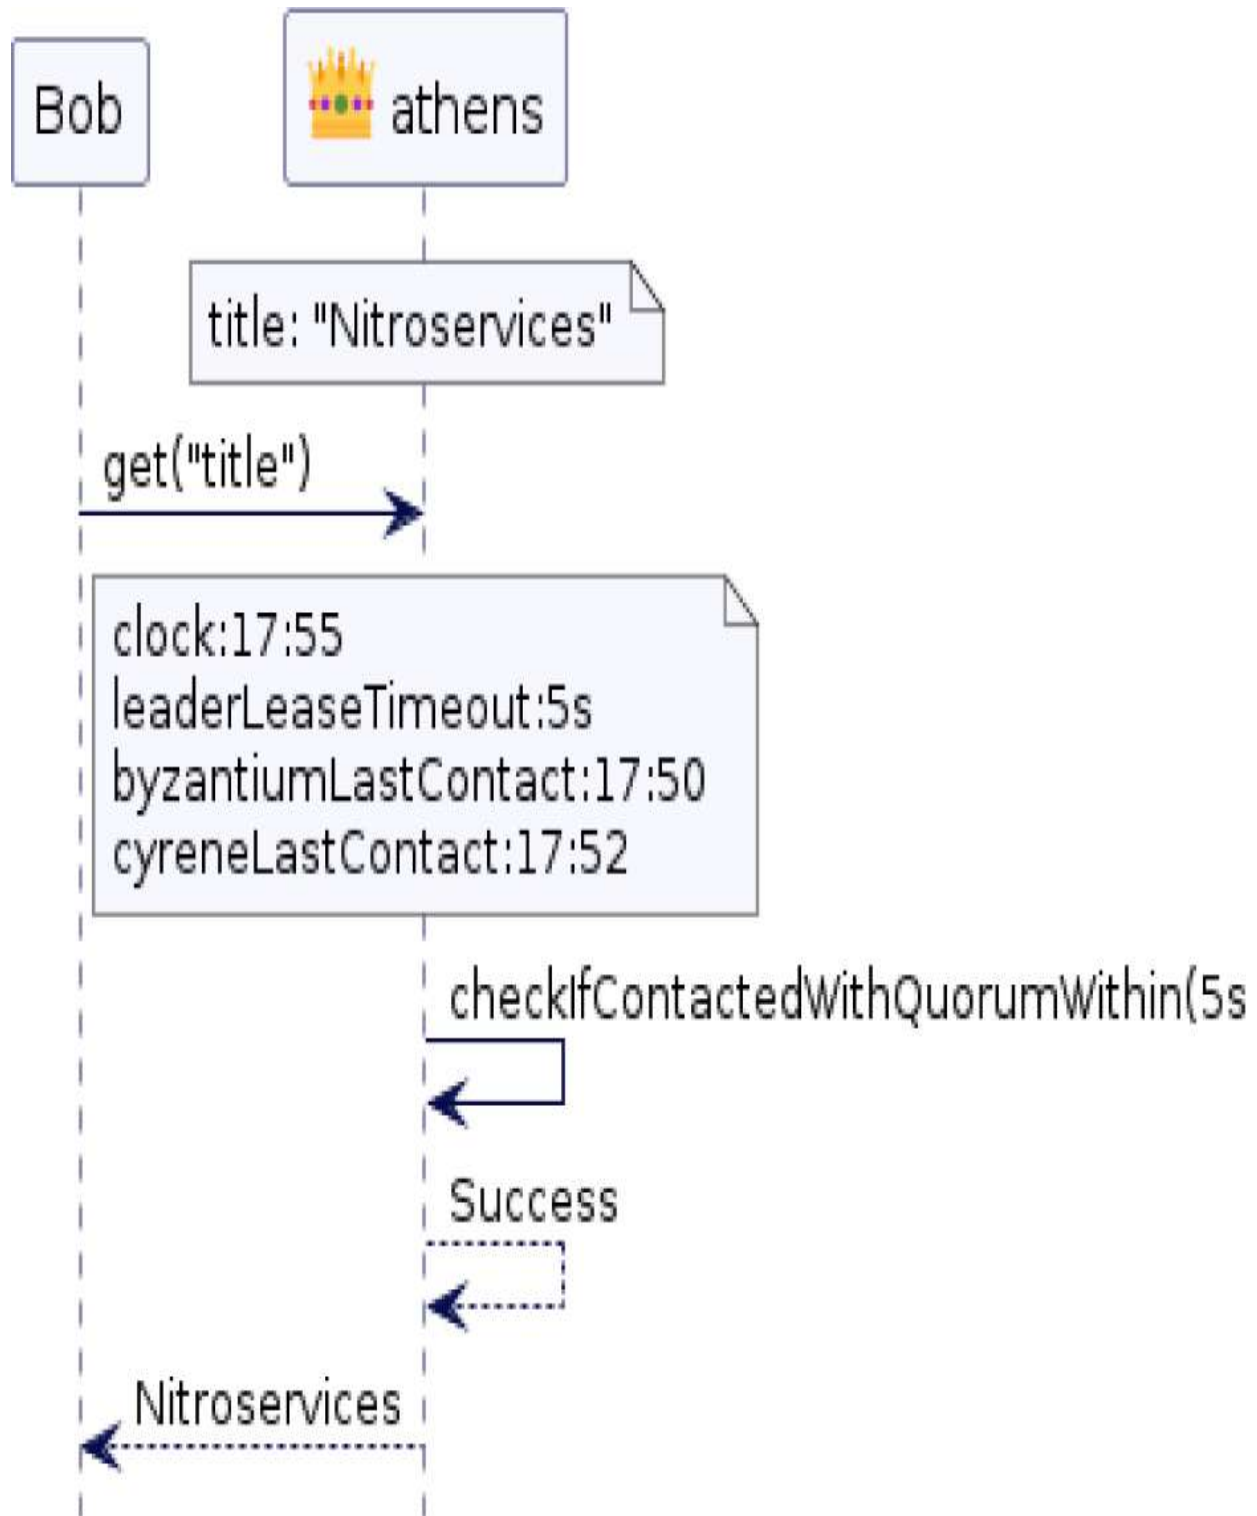 Bob
athens
title: "Nitroservices"
get("title")
clock:17:55
leaderLeaseTimeout:5s
byzantiumLastContact:17:50
cyreneLastContact:17:52
checkIfContactedWithQuorumWithin(5s
Success
Nitroservices